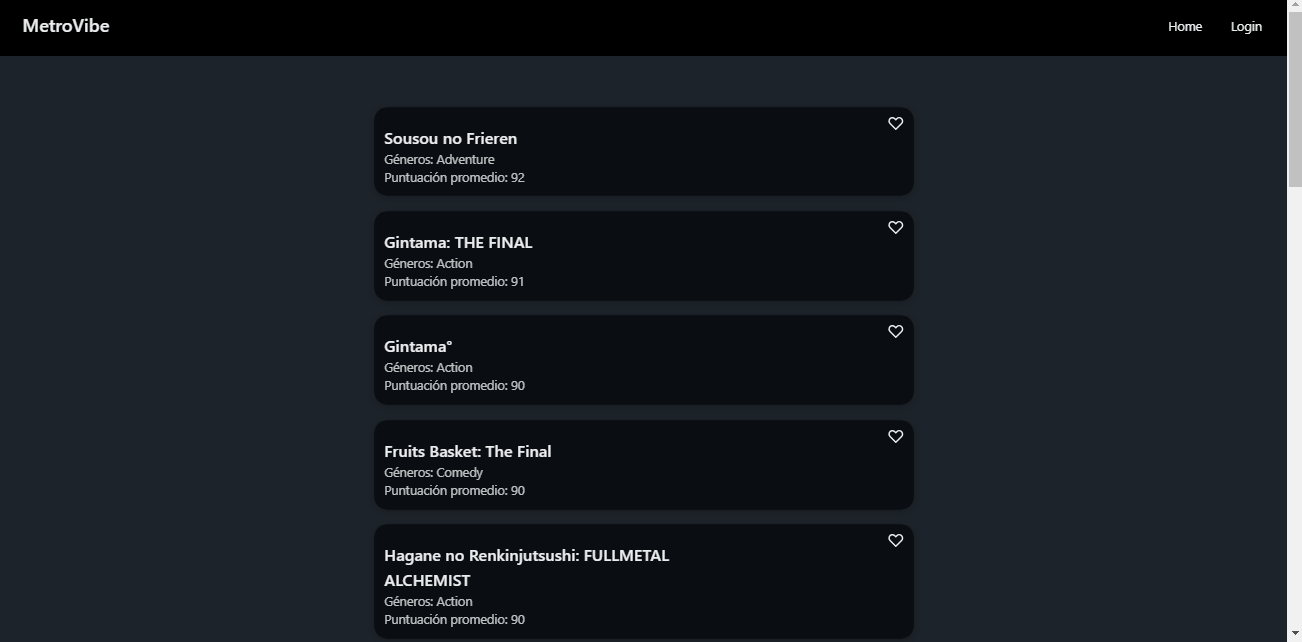 MetroVibe
Home
Login
Sousou no Frieren
Géneros: Adventure
Puntuación promedio: 92
Gintama: THE FINAL
Géneros: Action
Puntuación promedio: 91
Gintama°
Géneros: Action
Puntuación promedio: 90
Fruits Basket: The Final
Géneros: Comedy
Puntuación promedio: 90
Hagane no Renkinjutsushi: FULLMETAL
ALCHEMIST
Géneros: Action
Puntuación promedio: 90